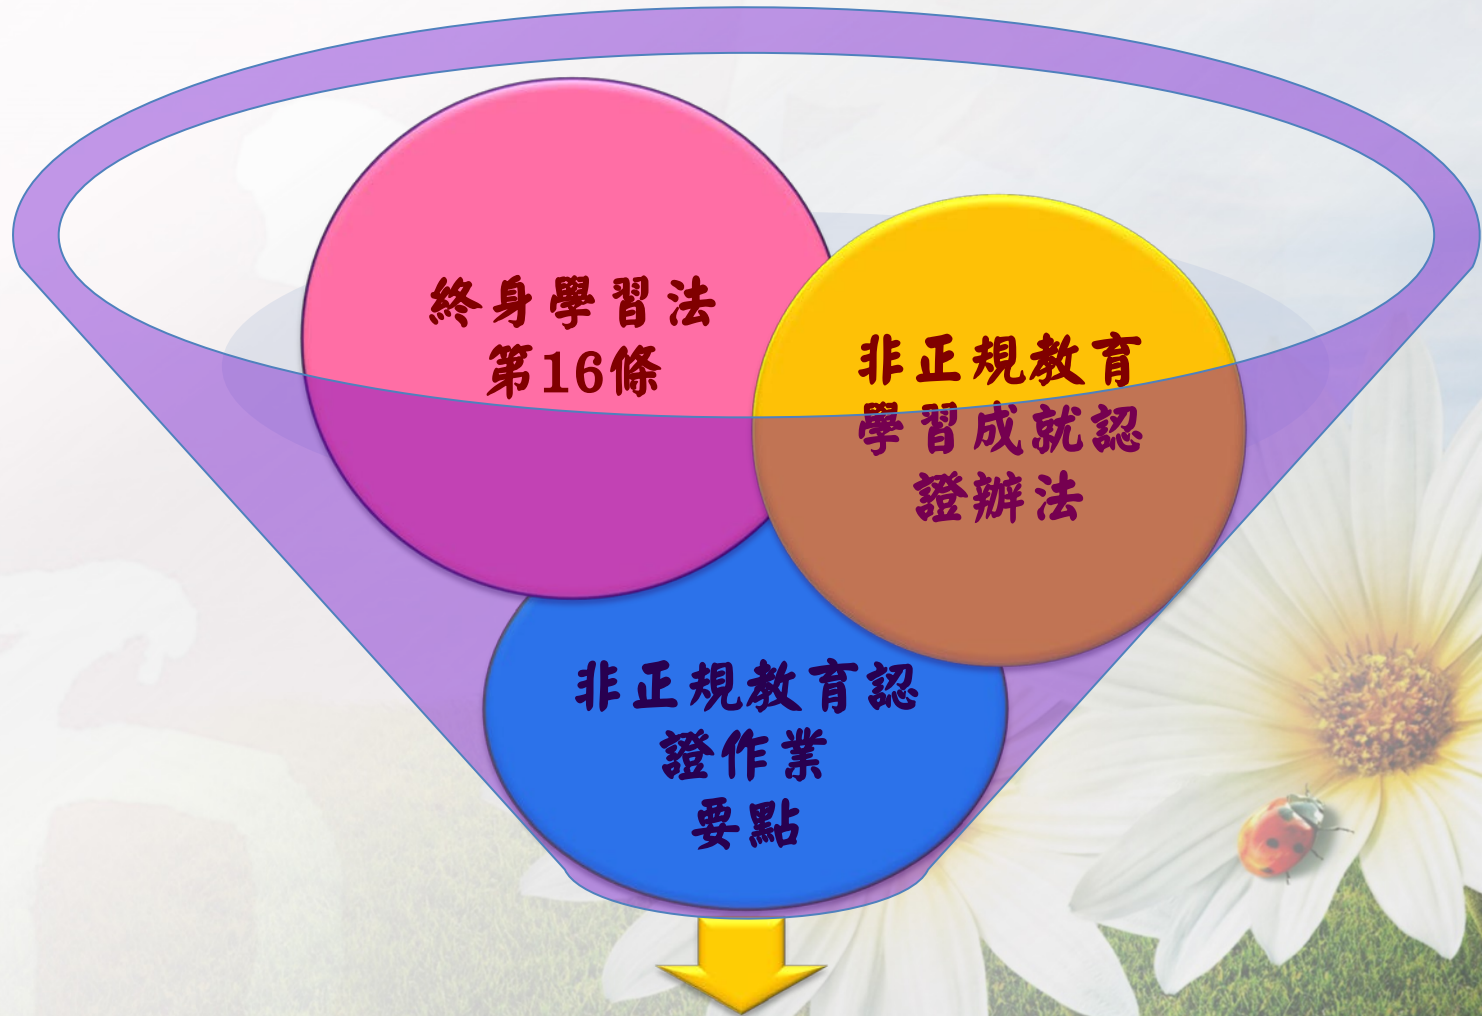 終身學習法
第16條
非正規教育
學習成就認
證辦法
非正規教育認
證作業
要點